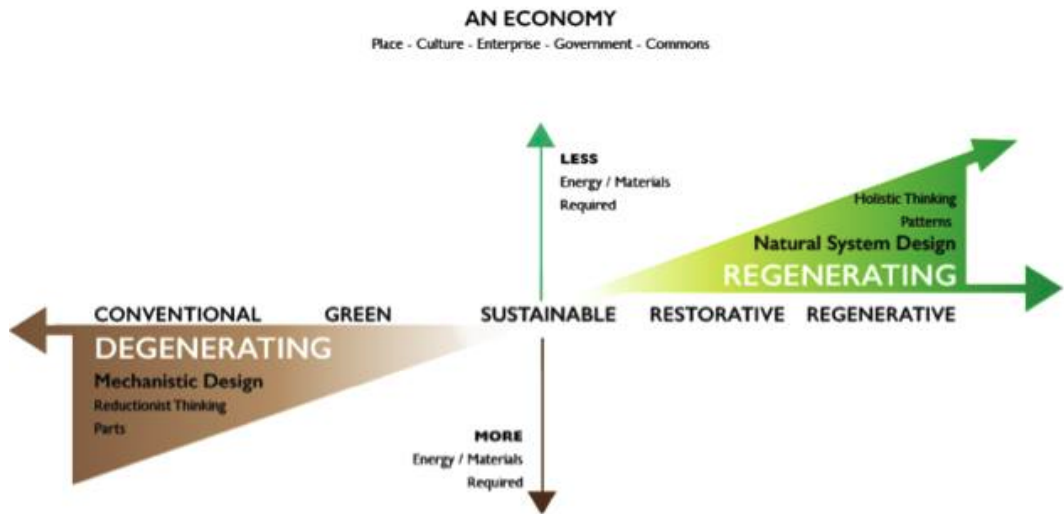 AN ECONOMY
Place - Culture - Enterprise - Government - Commons
LESS
Energy / Materials
Required
Holistic Thinking
Patterns
Natural System Design
REGENERATING
CONVENTIONAL GREEN SUSTAINABLE RESTORATIVE REGENERATIVE
DEGENERATING
Mechanistic Design
Reductionist Thinking
Parts
MORE
Energy / Materials
Required